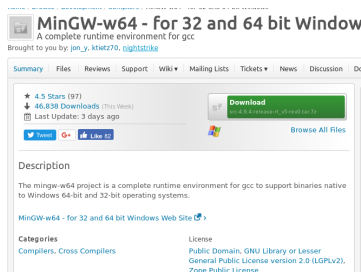 MinGW-w64 - for 32 and 64 bit Window
A complete runtime environment for gcc
Brought to you by: jon_y, ktietz70, nightstrike
Summary Files Reviews Support Wiki Mailing Lists Tickets News Discussion
4.5 Stars (97)
46,838 Downloads (This Week)
Last Update: 3 days ago
Download
Tweet G+ Like 82
Browse All Files
Description
The mingw-w64 project is a complete runtime environment for gcc to support binaries native
to Windows 64-bit and 32-bit operating systems.
MinGW-w64 - for 32 and 64 bit Windows Web Site
Categories
Compilers, Cross Compilers
License
Public Domain, GNU Library or Lesser
General Public License version 2.0 (LGPLv2),
Zope Public License